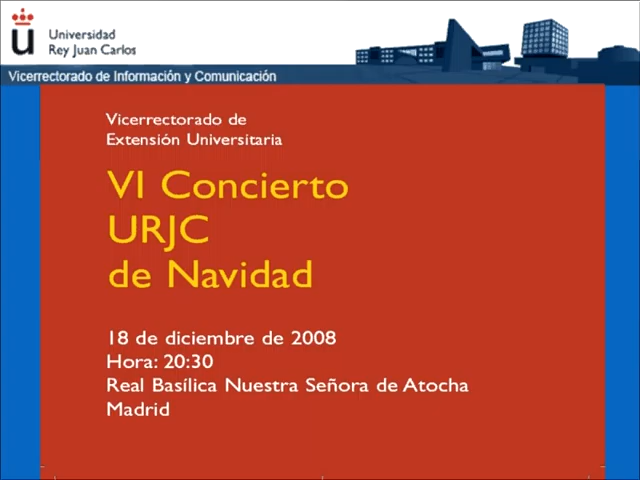 Universidad
Rey Juan Carlos
Vicerrectorado de Información y Comunicación
Vicerrectorado de
Extensión Universitaria
VI Concierto
URJC
de Navidad
18 de diciembre de 2008
Hora: 20:30
Real Basílica Nuestra Señora de Atocha
Madrid